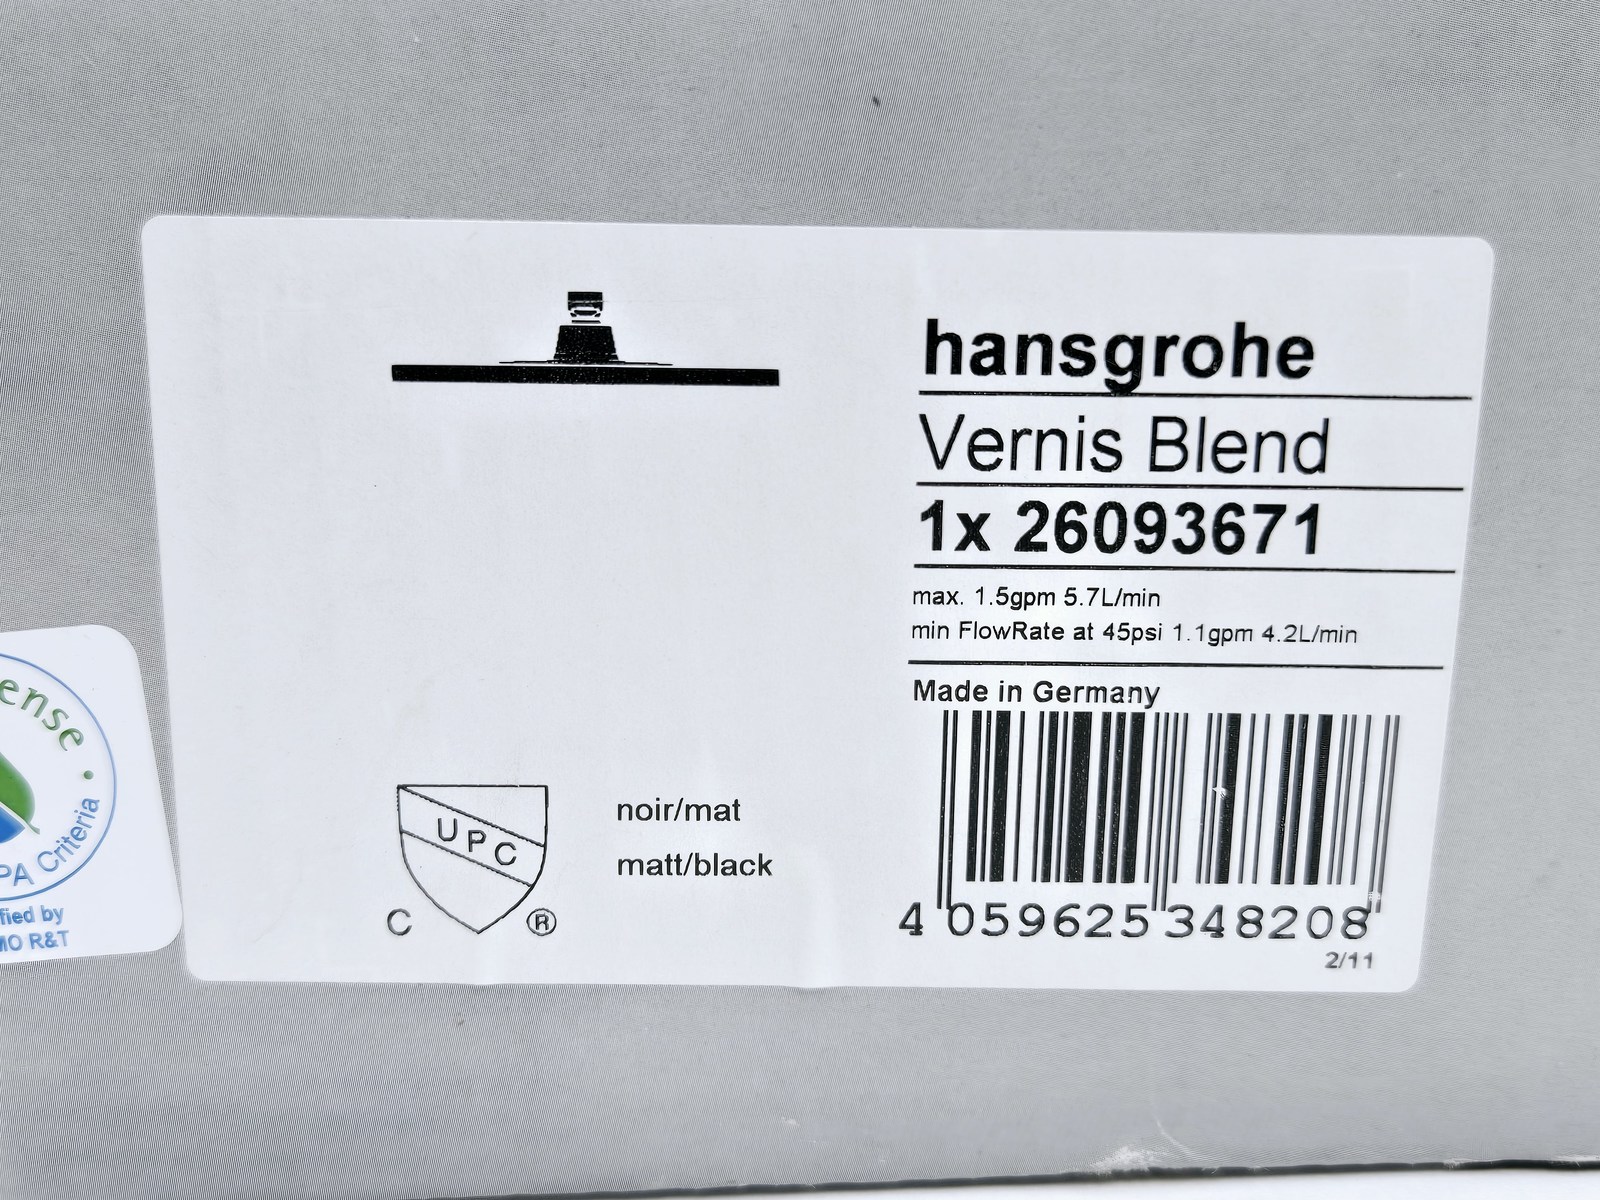 hansgrohe
Vernis Blend
1x 26093671
max. 1.5gpm 5.7L/min
min FlowRate at 45psi 1.1gpm 4.2L/min
Made in Germany
4 059625 348208
2/11
noir/mat
matt/black
UPC
C ®
ense
PA Criteria
fied by
MO R&T